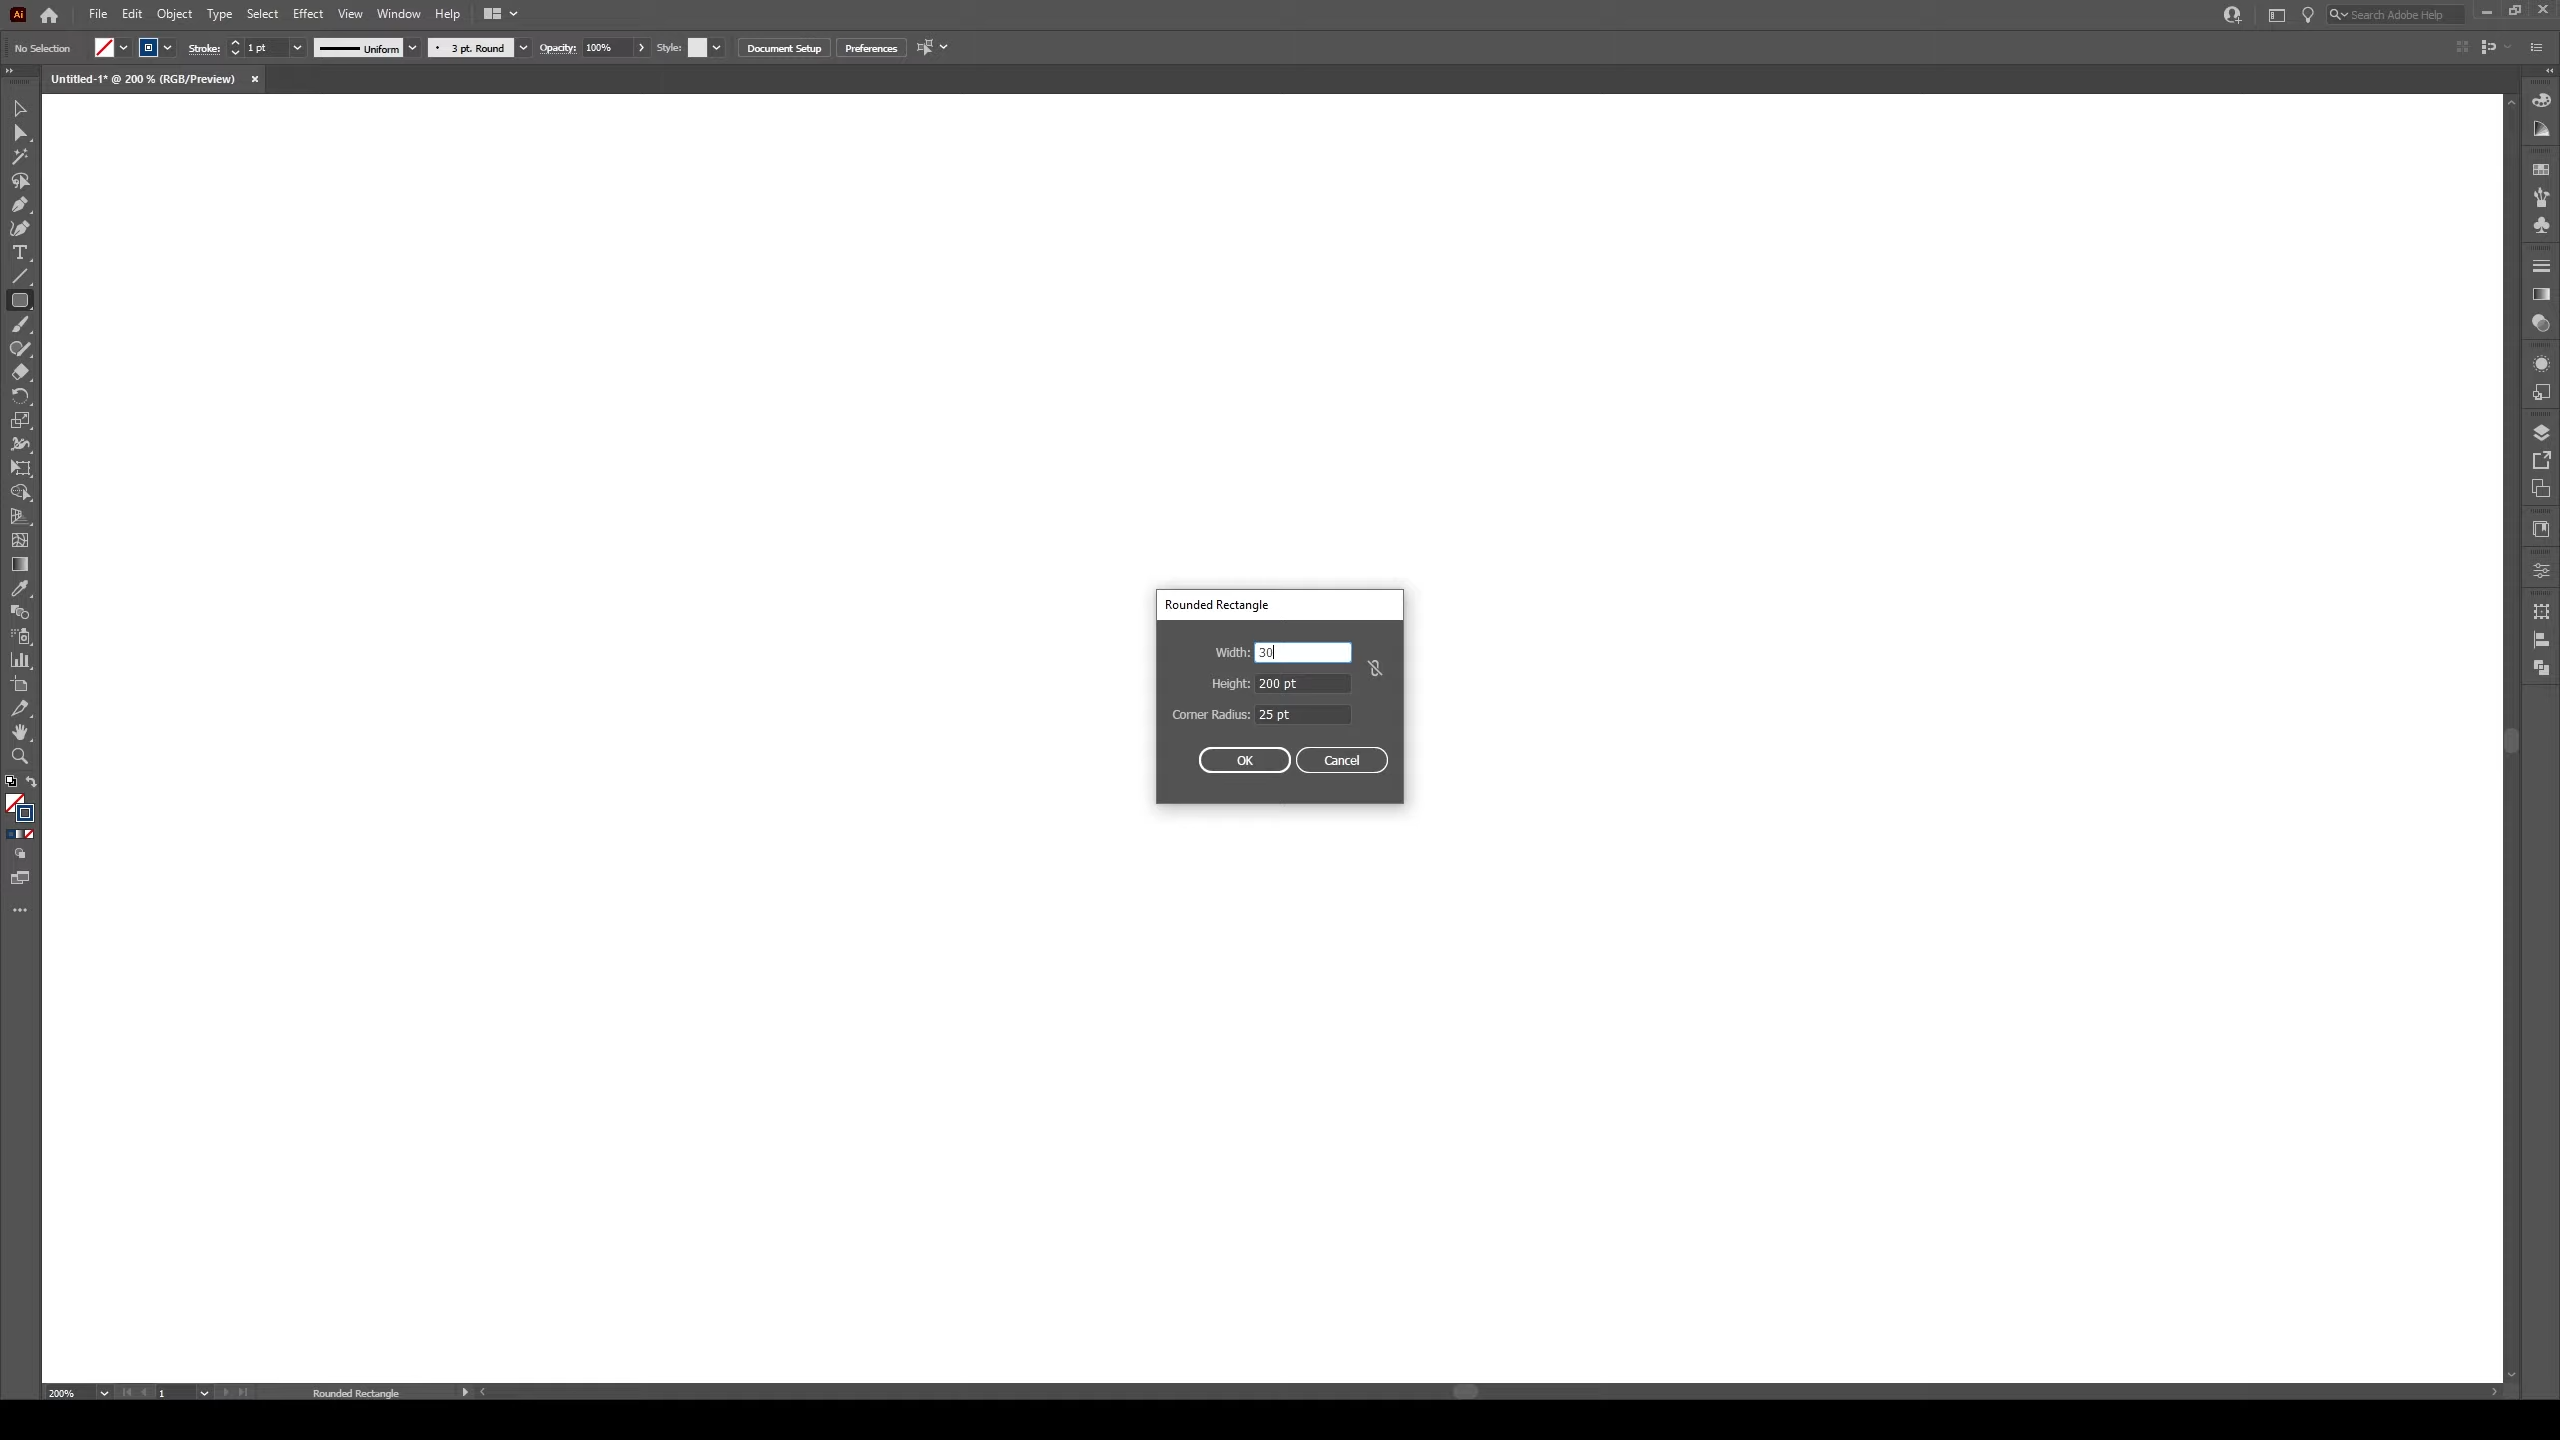 Ai File Edit Object Type Select Effect View Window Help Search Adobe Help
No Selection Stroke: 1 pt Uniform 3 pt. Round Opacity: 100% Style: Document Setup Preferences
Untitled-1* @ 200 % (RGB/Preview)
Rounded Rectangle
Width: 30
Height: 200 pt
Corner Radius: 25 pt
OK Cancel
200% 1 Rounded Rectangle